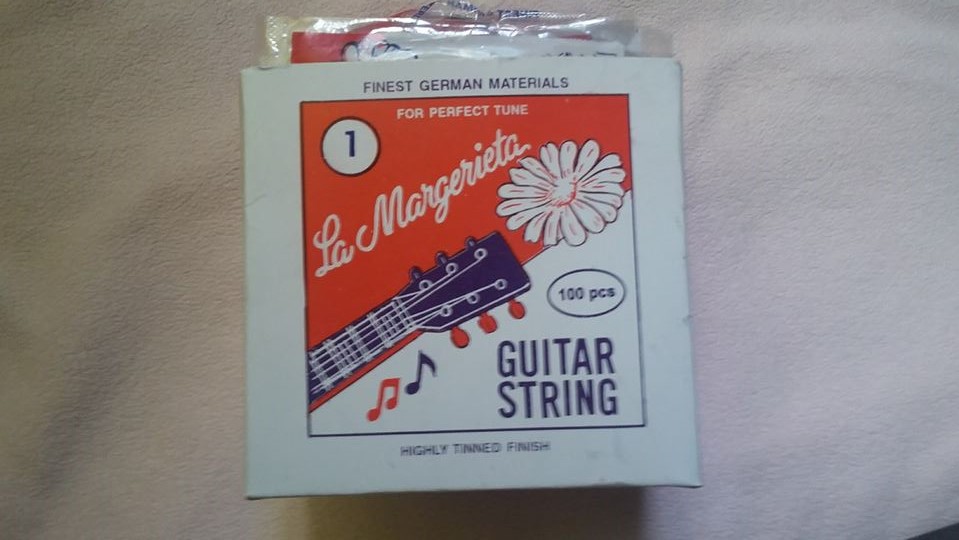 FINEST GERMAN MATERIALS
FOR PERFECT TUNE
1
La Margerieta
100 pcs
GUITAR
STRING
HIGHLY TINNED FINISH